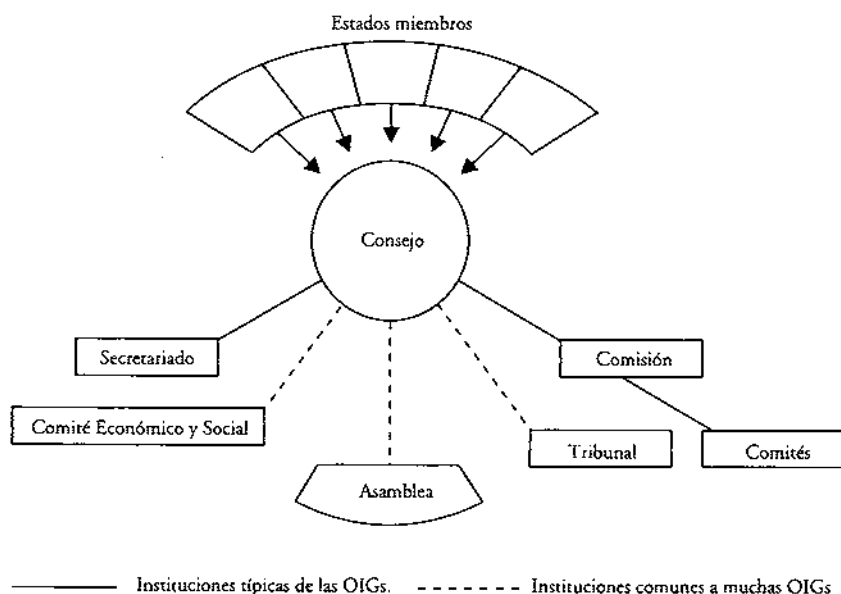 Estados miembros
Consejo
Secretariado
Comisión
Comité Económico y Social
Tribunal
Comités
Asamblea
Instituciones típicas de las OIGs.
Instituciones comunes a muchas OIGs